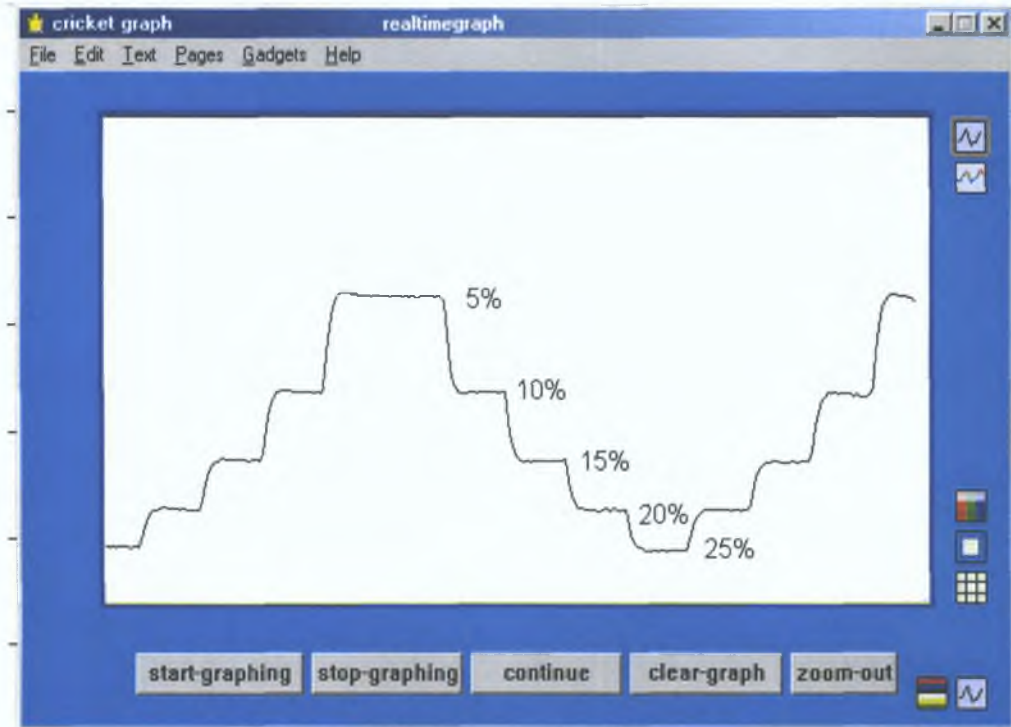 cricket graph realtimegraph
File Edit Text Pages Gadgets Help
5%
10%
15%
20%
25%
start-graphing stop-graphing continue clear-graph zoom-out